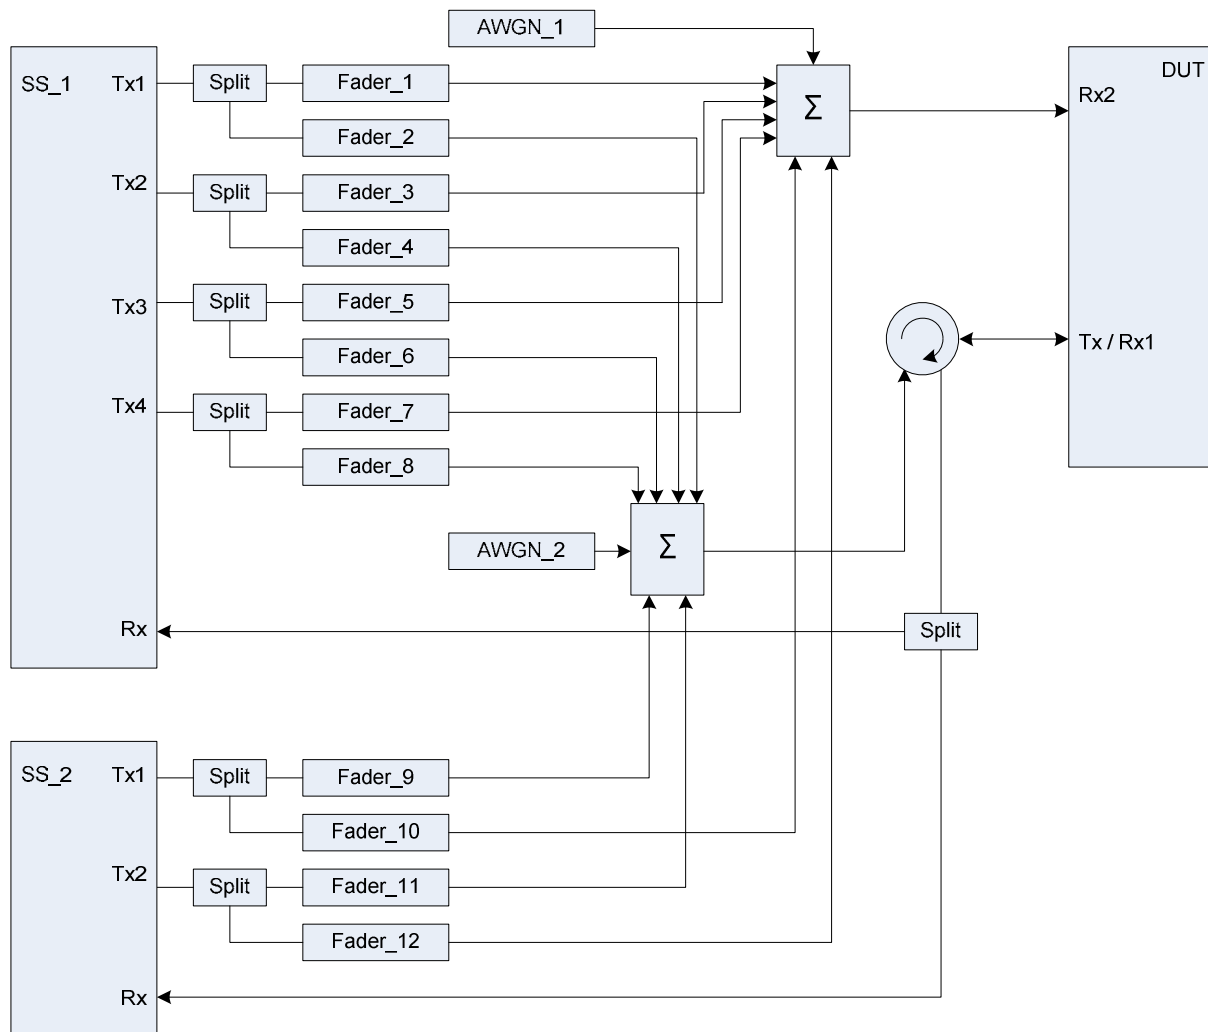 AWGN_1
SS_1
Tx1
Split
Fader_1
Σ
DUT
Rx2
Fader_2
Tx2
Split
Fader_3
Fader_4
Tx3
Split
Fader_5
Fader_6
Tx / Rx1
Tx4
Split
Fader_7
Fader_8
AWGN_2
Σ
Rx
Split
SS_2
Tx1
Split
Fader_9
Fader_10
Tx2
Split
Fader_11
Fader_12
Rx